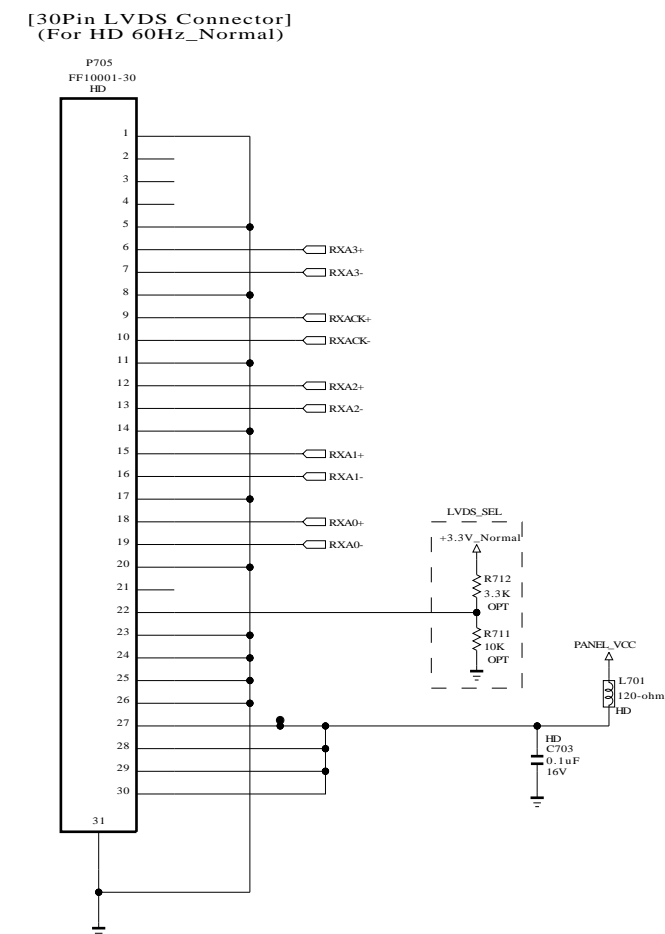 [30Pin LVDS Connector]
(For HD 60Hz_Normal)
P705
FF10001-30
HD
1
2
3
4
5
6
RXA3+
7
RXA3-
8
9
RXACK+
10
RXACK-
11
12
RXA2+
13
RXA2-
14
15
RXA1+
16
RXA1-
17
18
RXA0+
19
RXA0-
20
21
22
23
24
25
26
27
28
29
30
31
LVDS_SEL
+3.3V_Normal
R712
3.3K
OPT
R711
10K
OPT
PANEL_VCC
L701
120-ohm
HD
HD
C703
0.1uF
16V